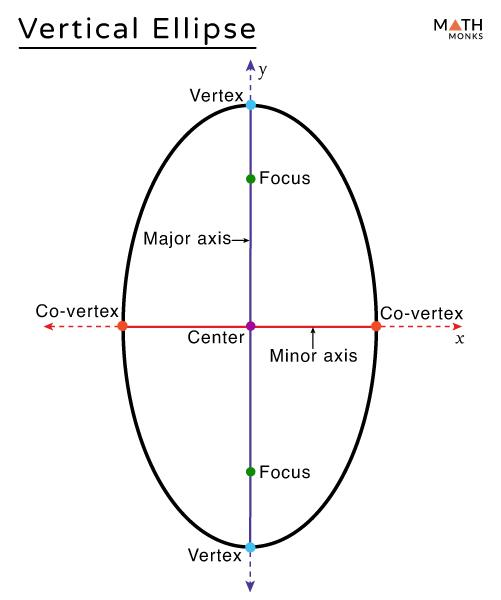 Vertical Ellipse
MATH
MONKS
y
Vertex
Focus
Major axis
Co-vertex
Co-vertex
Center
x
Minor axis
Focus
Vertex